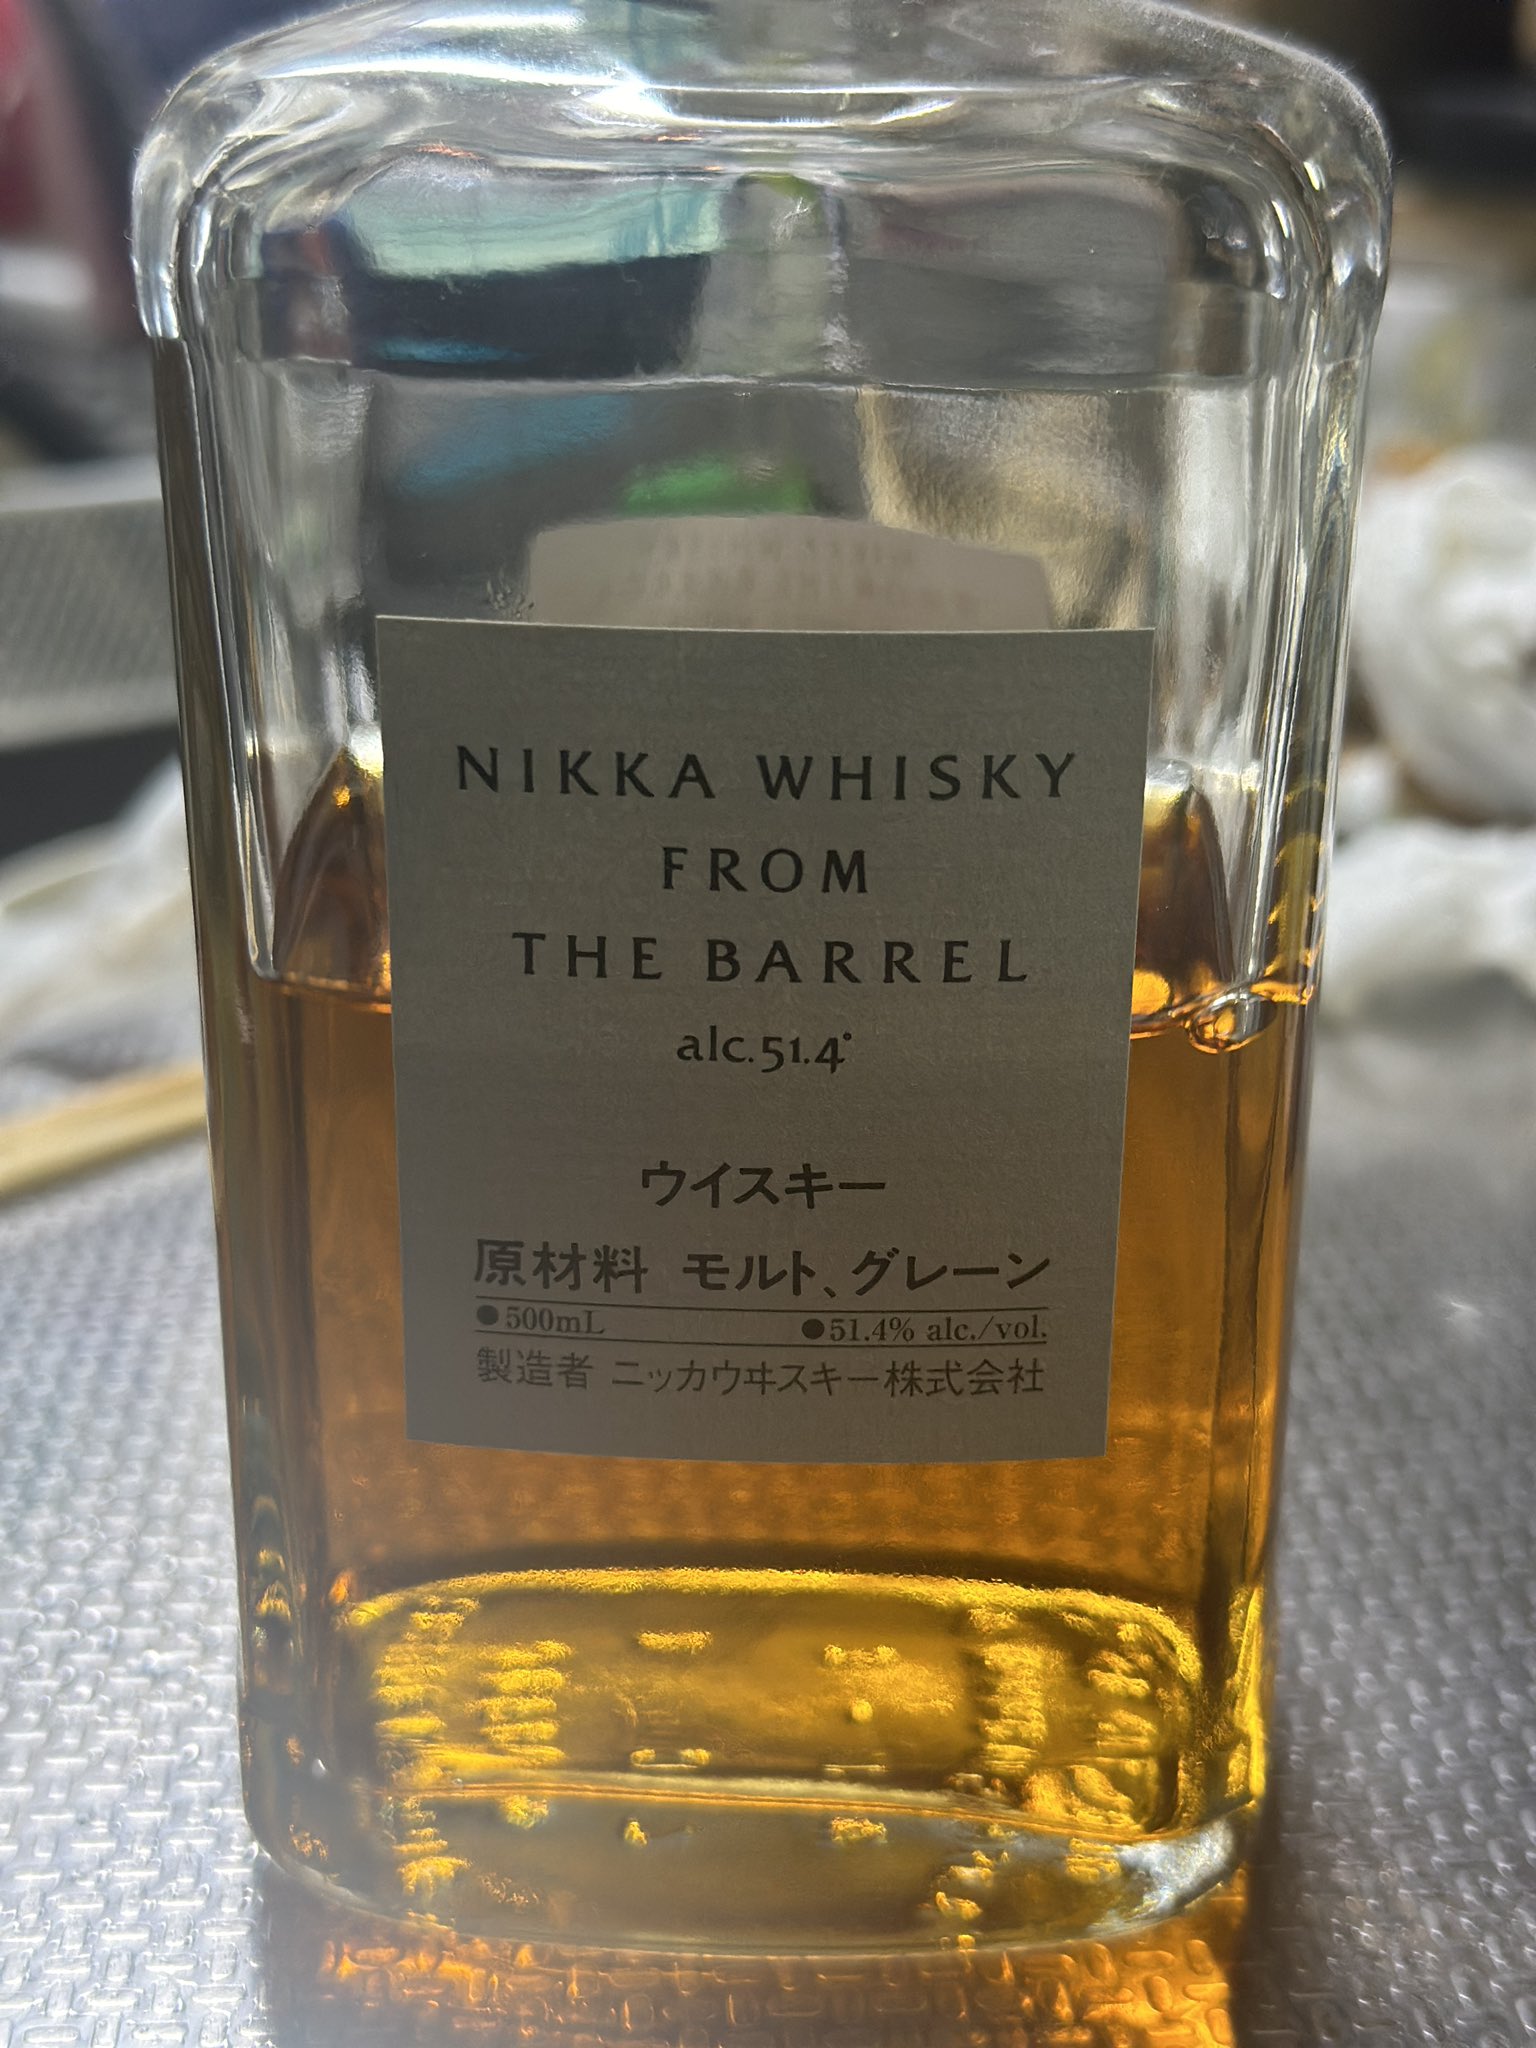 NIKKA WHISKY
FROM
THE BARREL
alc.51.4°
ウイスキー
原材料 モルト、グレーン
●500mL ●51.4% alc./vol.
製造者 ニッカウヰスキー株式会社